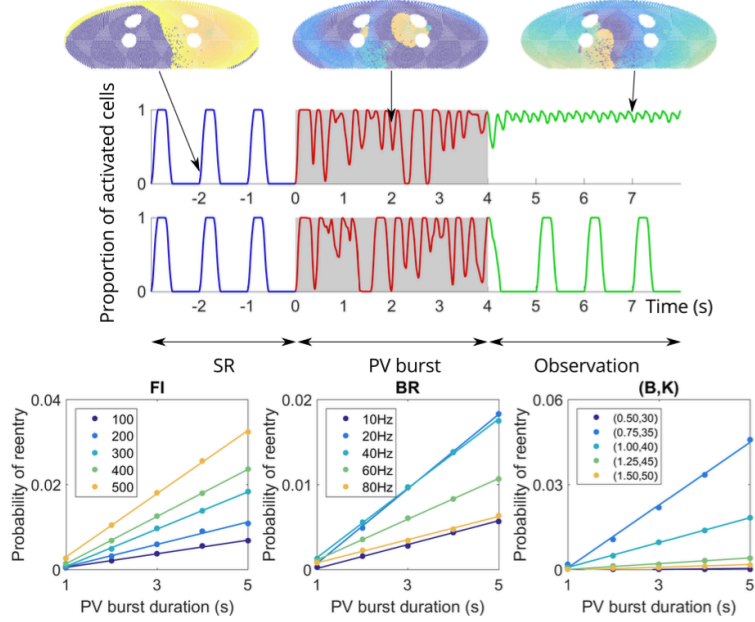 Proportion of activated cells
1
0
-2
-1
0
1
2
3
4
5
6
7
1
0
-2
-1
0
1
2
3
4
5
6
7
Time (s)
SR
PV burst
Observation
FI
Probability of reentry
0.04
0.02
0
100
200
300
400
500
1
3
5
PV burst duration (s)
BR
Probability of reentry
0.02
0.01
0
10Hz
20Hz
40Hz
60Hz
80Hz
1
3
5
PV burst duration (s)
(B,K)
Probability of reentry
0.06
0.03
0
(0.50,30)
(0.75,35)
(1.00,40)
(1.25,45)
(1.50,50)
1
3
5
PV burst duration (s)